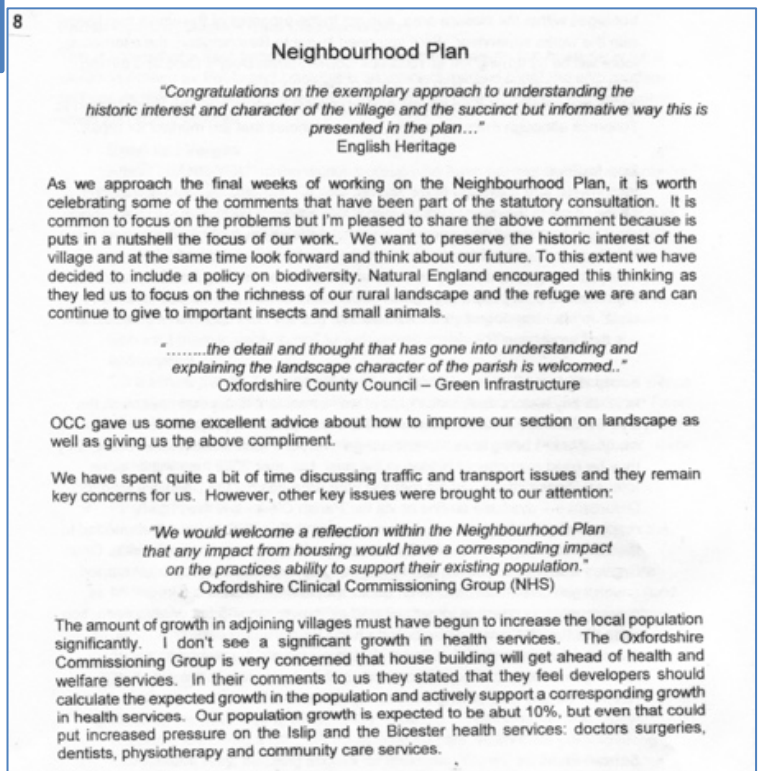 8
Neighbourhood Plan
"Congratulations on the exemplary approach to understanding the
historic interest and character of the village and the succinct but informative way this is
presented in the plan..."
English Heritage
As we approach the final weeks of working on the Neighbourhood Plan, it is worth
celebrating some of the comments that have been part of the statutory consultation. It is
common to focus on the problems but I'm pleased to share the above comment because is
puts in a nutshell the focus of our work. We want to preserve the historic interest of the
village and at the same time look forward and think about our future. To this extent we have
decided to include a policy on biodiversity. Natural England encouraged this thinking as
they led us to focus on the richness of our rural landscape and the refuge we are and can
continue to give to important insects and small animals.
".........the detail and thought that has gone into understanding and
explaining the landscape character of the parish is welcomed.."
Oxfordshire County Council – Green Infrastructure
OCC gave us some excellent advice about how to improve our section on landscape as
well as giving us the above compliment.
We have spent quite a bit of time discussing traffic and transport issues and they remain
key concerns for us. However, other key issues were brought to our attention:
"We would welcome a reflection within the Neighbourhood Plan
that any impact from housing would have a corresponding impact
on the practices ability to support their existing population."
Oxfordshire Clinical Commissioning Group (NHS)
The amount of growth in adjoining villages must have begun to increase the local population
significantly. I don't see a significant growth in health services. The Oxfordshire
Commissioning Group is very concerned that house building will get ahead of health and
welfare services. In their comments to us they stated that they feel developers should
calculate the expected growth in the population and actively support a corresponding growth
in health services. Our population growth is expected to be abut 10%, but even that could
put increased pressure on the Islip and the Bicester health services: doctors surgeries,
dentists, physiotherapy and community care services.